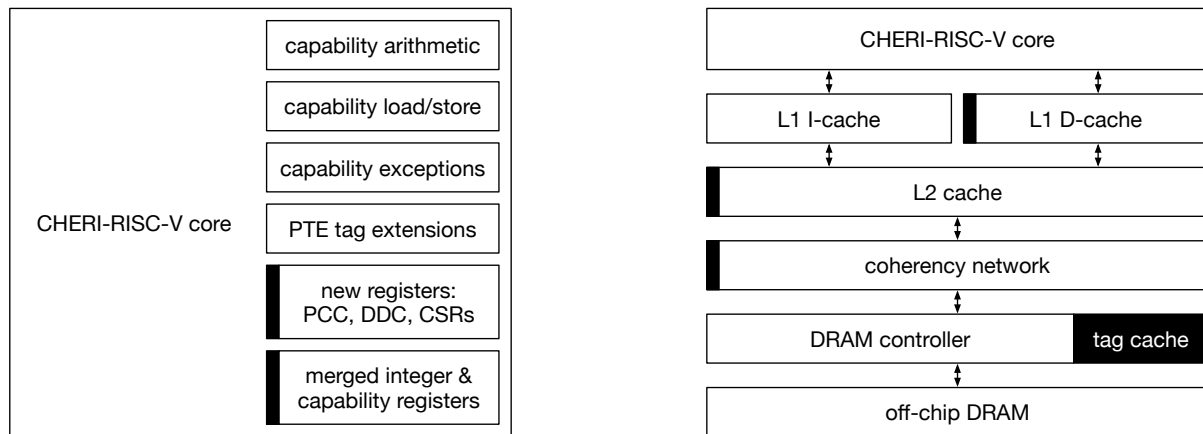 CHERI-RISC-V core
capability arithmetic
capability load/store
capability exceptions
PTE tag extensions
new registers:
PCC, DDC, CSRs
merged integer &
capability registers
CHERI-RISC-V core
L1 I-cache
L1 D-cache
L2 cache
coherency network
DRAM controller
tag cache
off-chip DRAM